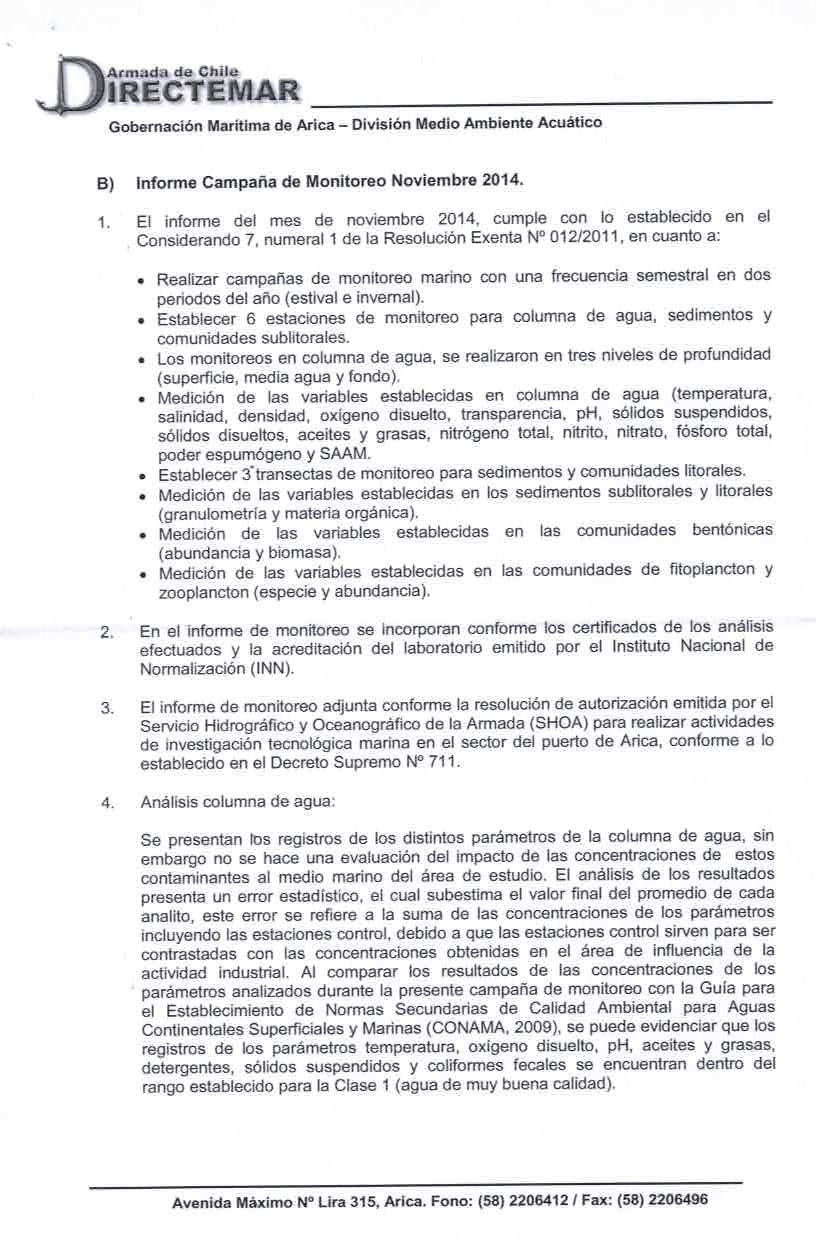 Armada de Chile
DIRECTEMAR
Gobernación Marítima de Arica – División Medio Ambiente Acuático
B) Informe Campaña de Monitoreo Noviembre 2014.
1. El informe del mes de noviembre 2014, cumple con lo establecido en el
Considerando 7, numeral 1 de la Resolución Exenta Nº 012/2011, en cuanto a:
• Realizar campañas de monitoreo marino con una frecuencia semestral en dos
periodos del año (estival e invernal).
• Establecer 6 estaciones de monitoreo para columna de agua, sedimentos y
comunidades sublitorales.
• Los monitoreos en columna de agua, se realizaron en tres niveles de profundidad
(superficie, media agua y fondo).
• Medición de las variables establecidas en columna de agua (temperatura,
salinidad, densidad, oxígeno disuelto, transparencia, pH, sólidos suspendidos,
sólidos disueltos, aceites y grasas, nitrógeno total, nitrito, nitrato, fósforo total,
poder espumógeno y SAAM.
• Establecer 3 transectas de monitoreo para sedimentos y comunidades litorales.
• Medición de las variables establecidas en los sedimentos sublitorales y litorales
(granulometría y materia orgánica).
• Medición de las variables establecidas en las comunidades bentónicas
(abundancia y biomasa).
• Medición de las variables establecidas en las comunidades de fitoplancton y
zooplancton (especie y abundancia).
2. En el informe de monitoreo se incorporan conforme los certificados de los análisis
efectuados y la acreditación del laboratorio emitido por el Instituto Nacional de
Normalización (INN).
3. El informe de monitoreo adjunta conforme la resolución de autorización emitida por el
Servicio Hidrográfico y Oceanográfico de la Armada (SHOA) para realizar actividades
de investigación tecnológica marina en el sector del puerto de Arica, conforme a lo
establecido en el Decreto Supremo Nº 711.
4. Análisis columna de agua:
Se presentan los registros de los distintos parámetros de la columna de agua, sin
embargo no se hace una evaluación del impacto de las concentraciones de estos
contaminantes al medio marino del área de estudio. El análisis de los resultados
presenta un error estadístico, el cual subestima el valor final del promedio de cada
analito, este error se refiere a la suma de las concentraciones de los parámetros
incluyendo las estaciones control, debido a que las estaciones control sirven para ser
contrastadas con las concentraciones obtenidas en el área de influencia de la
actividad industrial. Al comparar los resultados de las concentraciones de los
parámetros analizados durante la presente campaña de monitoreo con la Guía para
el Establecimiento de Normas Secundarias de Calidad Ambiental para Aguas
Continentales Superficiales y Marinas (CONAMA, 2009), se puede evidenciar que los
registros de los parámetros temperatura, oxígeno disuelto, pH, aceites y grasas,
detergentes, sólidos suspendidos y coliformes fecales se encuentran dentro del
rango establecido para la Clase 1 (agua de muy buena calidad).
Avenida Máximo Nº Lira 315, Arica. Fono: (58) 2206412 / Fax: (58) 2206496